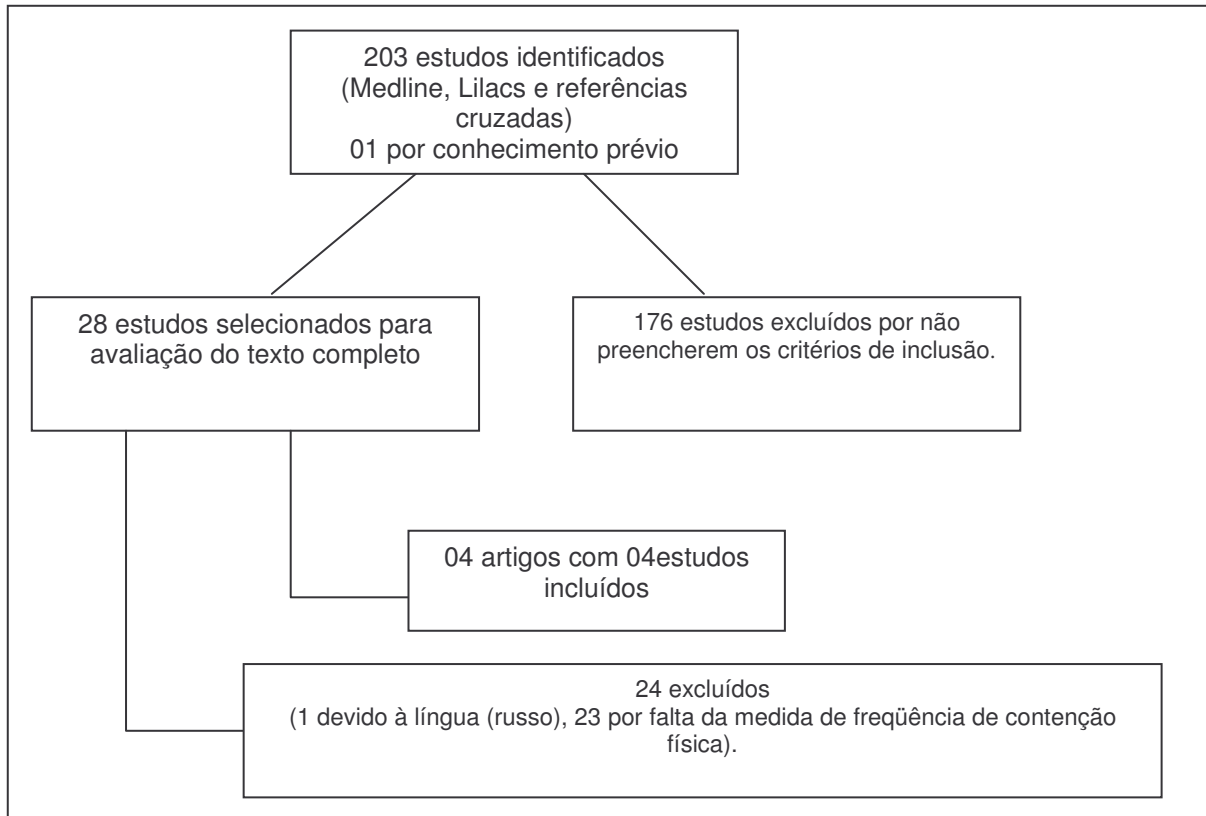 203 estudos identificados
(Medline, Lilacs e referências
cruzadas)
01 por conhecimento prévio
28 estudos selecionados para
avaliação do texto completo
176 estudos excluídos por não
preencherem os critérios de inclusão.
04 artigos com 04estudos
incluídos
24 excluídos
(1 devido à língua (russo), 23 por falta da medida de freqüência de contenção
física).